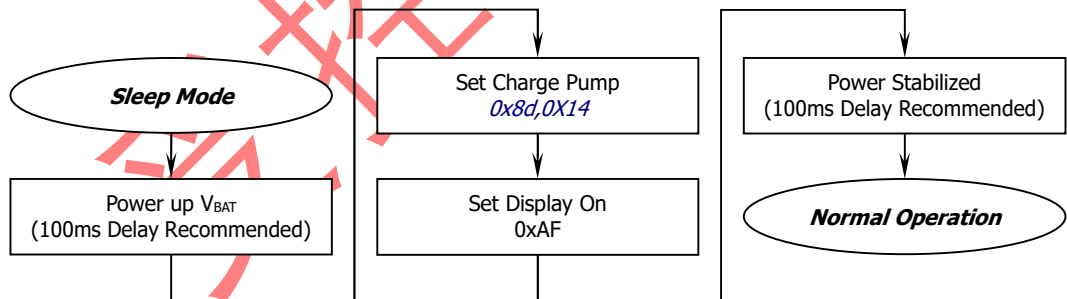 Sleep Mode
Power up VBAT
(100ms Delay Recommended)
Set Charge Pump
0x8d,0X14
Set Display On
0xAF
Power Stabilized
(100ms Delay Recommended)
Normal Operation